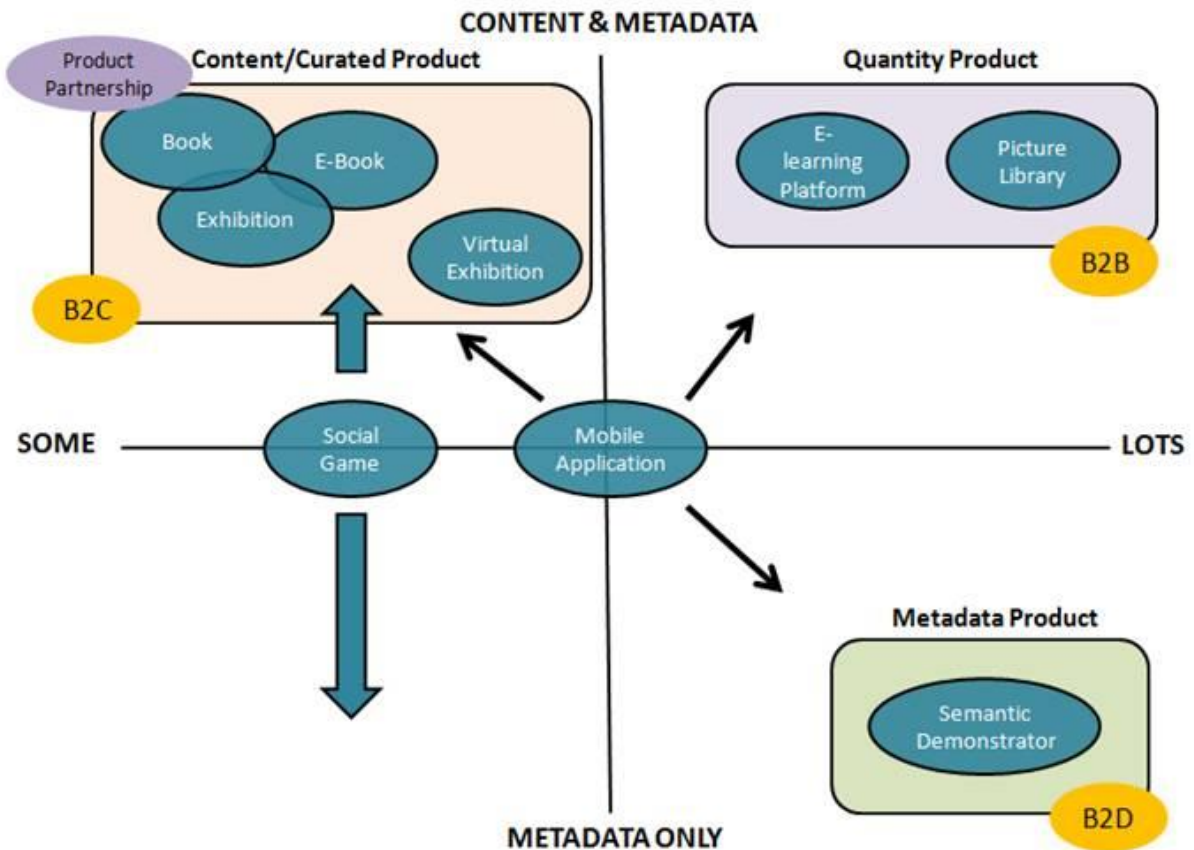 CONTENT & METADATA
Product
Partnership
Content/Curated Product
Quantity Product
Book
E-Book
Exhibition
Virtual
Exhibition
B2C
E-
learning
Platform
Picture
Library
B2B
SOME
Social
Game
Mobile
Application
LOTS
Metadata Product
Semantic
Demonstrator
B2D
METADATA ONLY